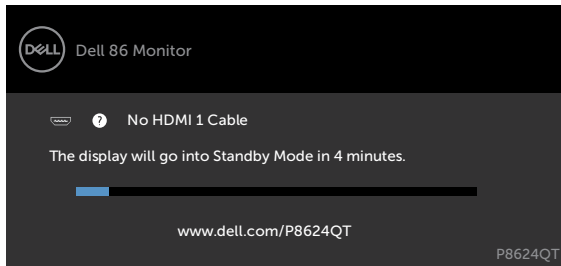 DELL
Dell 86 Monitor
? No HDMI 1 Cable
The display will go into Standby Mode in 4 minutes.
www.dell.com/P8624QT
P8624QT